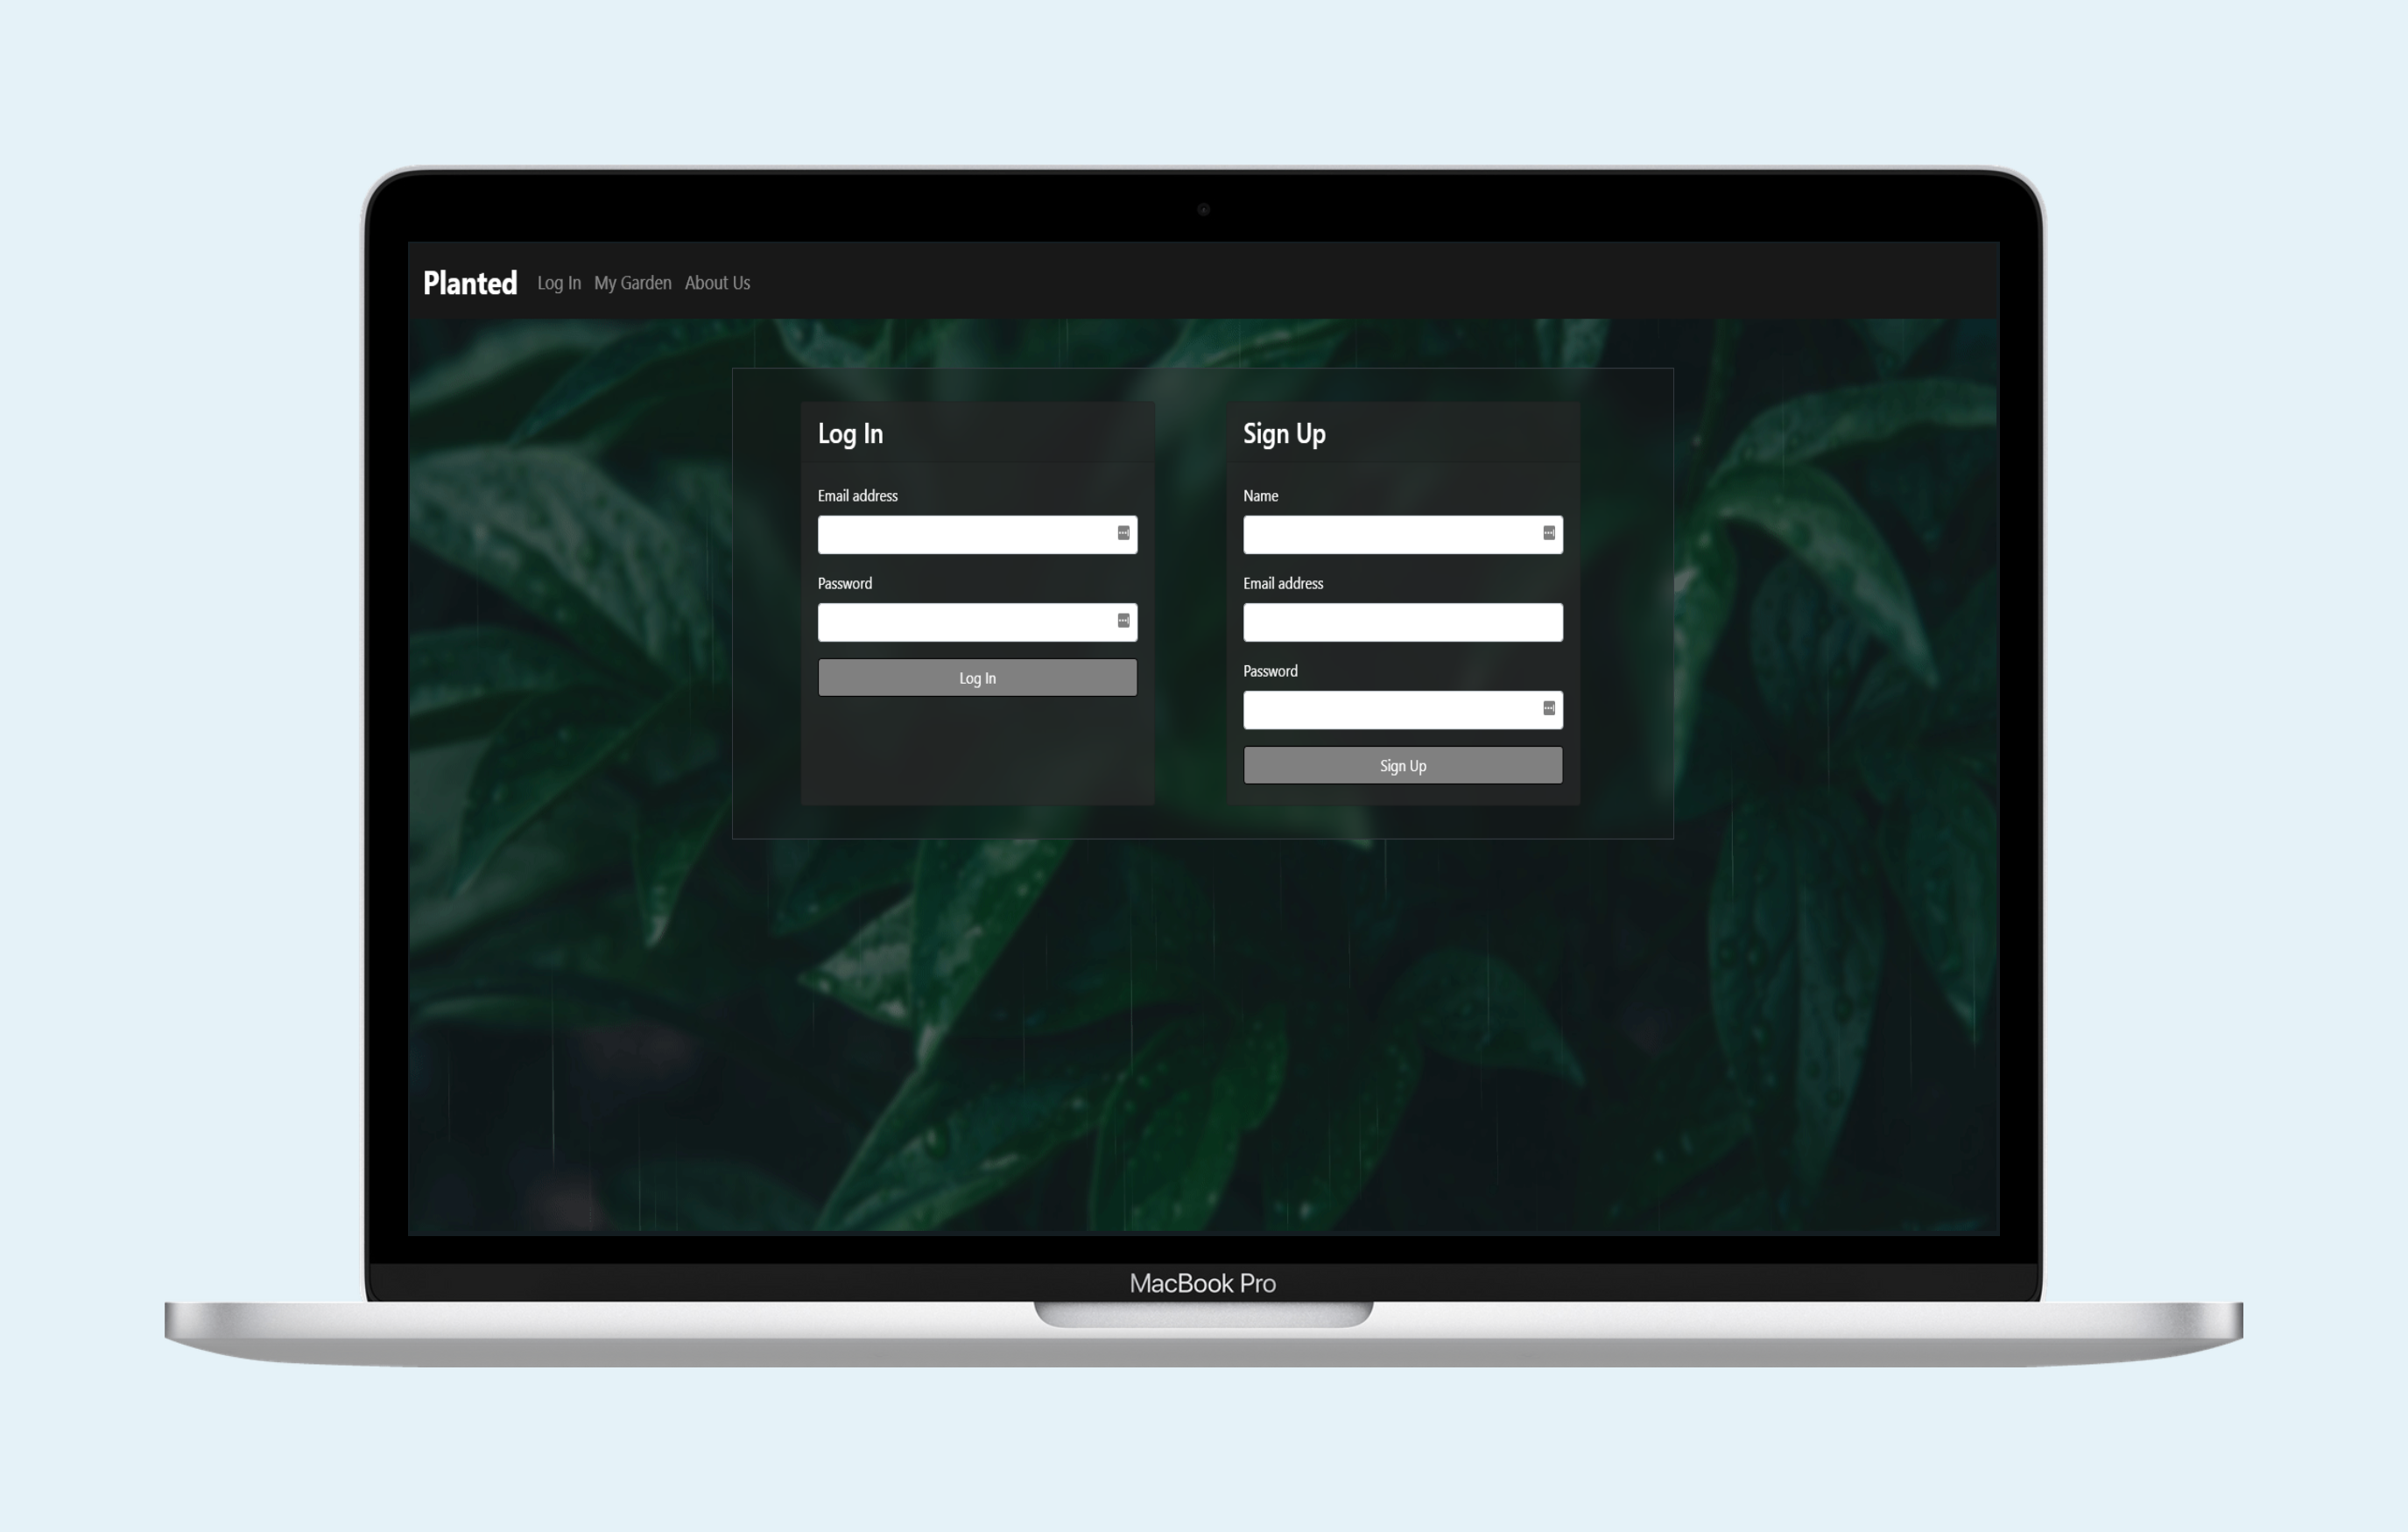 Planted Log In My Garden About Us
Log In
Email address
Password
Log In
Sign Up
Name
Email address
Password
Sign Up
MacBook Pro